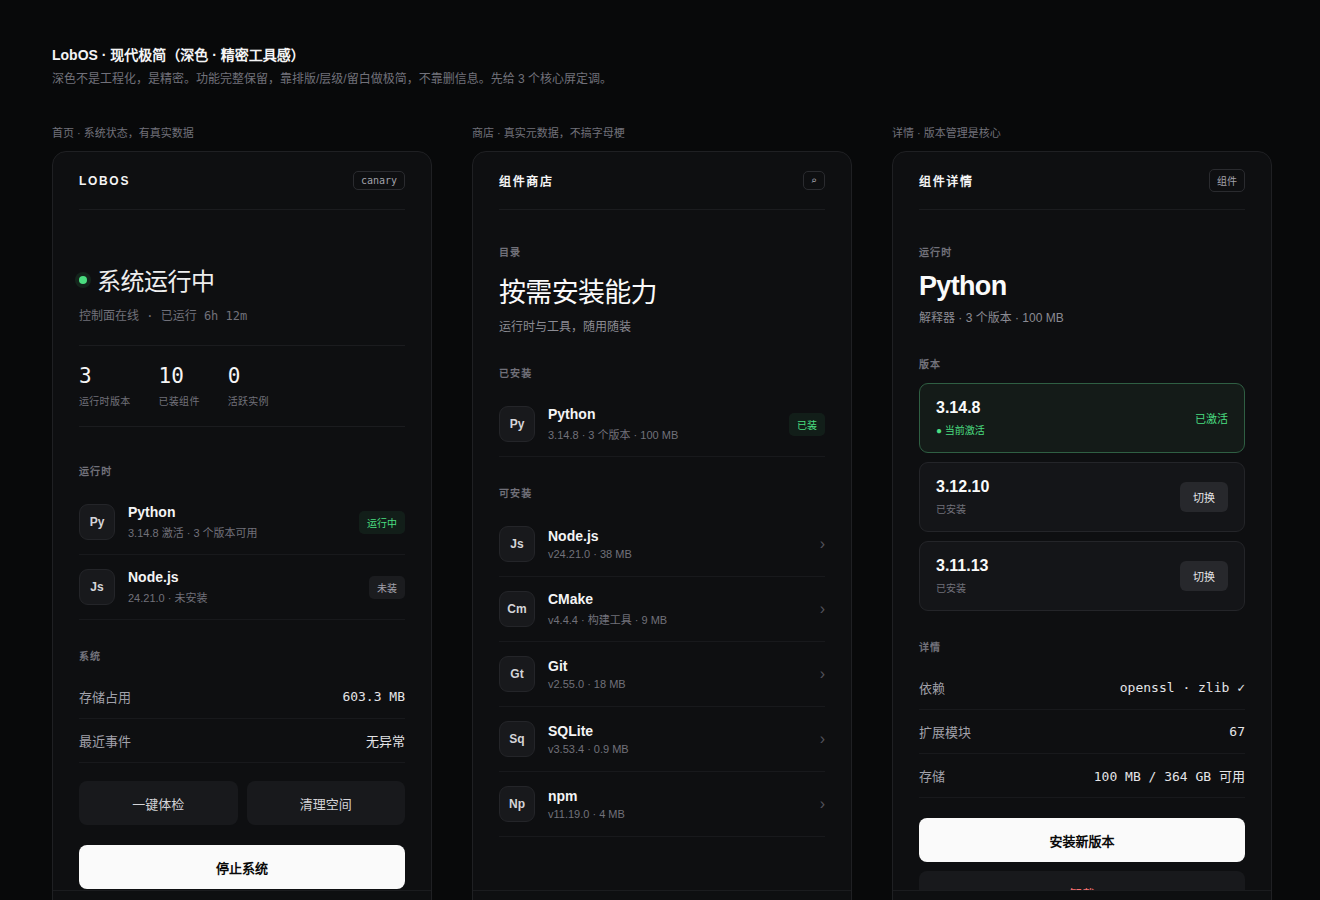 LobOS · 现代极简（深色 · 精密工具感）
深色不是工程化，是精密。功能完整保留，靠排版/层级/留白做极简，不靠删信息。先给 3 个核心屏定调。
首页 · 系统状态，有真实数据
LOBOS
canary
系统运行中
控制面在线 · 已运行 6h 12m
3
10
0
运行时版本
已装组件
活跃实例
运行时
Py
Python
3.14.8 激活 · 3 个版本可用
运行中
Js
Node.js
24.21.0 · 未安装
未装
系统
存储占用
603.3 MB
最近事件
无异常
一键体检
清理空间
停止系统
商店 · 真实元数据，不搞字母梗
组件商店
目录
按需安装能力
运行时与工具，随用随装
已安装
Py
Python
3.14.8 · 3 个版本 · 100 MB
已装
可安装
Js
Node.js
v24.21.0 · 38 MB
Cm
CMake
v4.4.4 · 构建工具 · 9 MB
Gt
Git
v2.55.0 · 18 MB
Sq
SQLite
v3.53.4 · 0.9 MB
Np
npm
v11.19.0 · 4 MB
详情 · 版本管理是核心
组件详情
组件
运行时
Python
解释器 · 3 个版本 · 100 MB
版本
3.14.8
● 当前激活
已激活
3.12.10
已安装
切换
3.11.13
已安装
切换
详情
依赖
openssl · zlib ✓
扩展模块
67
存储
100 MB / 364 GB 可用
安装新版本